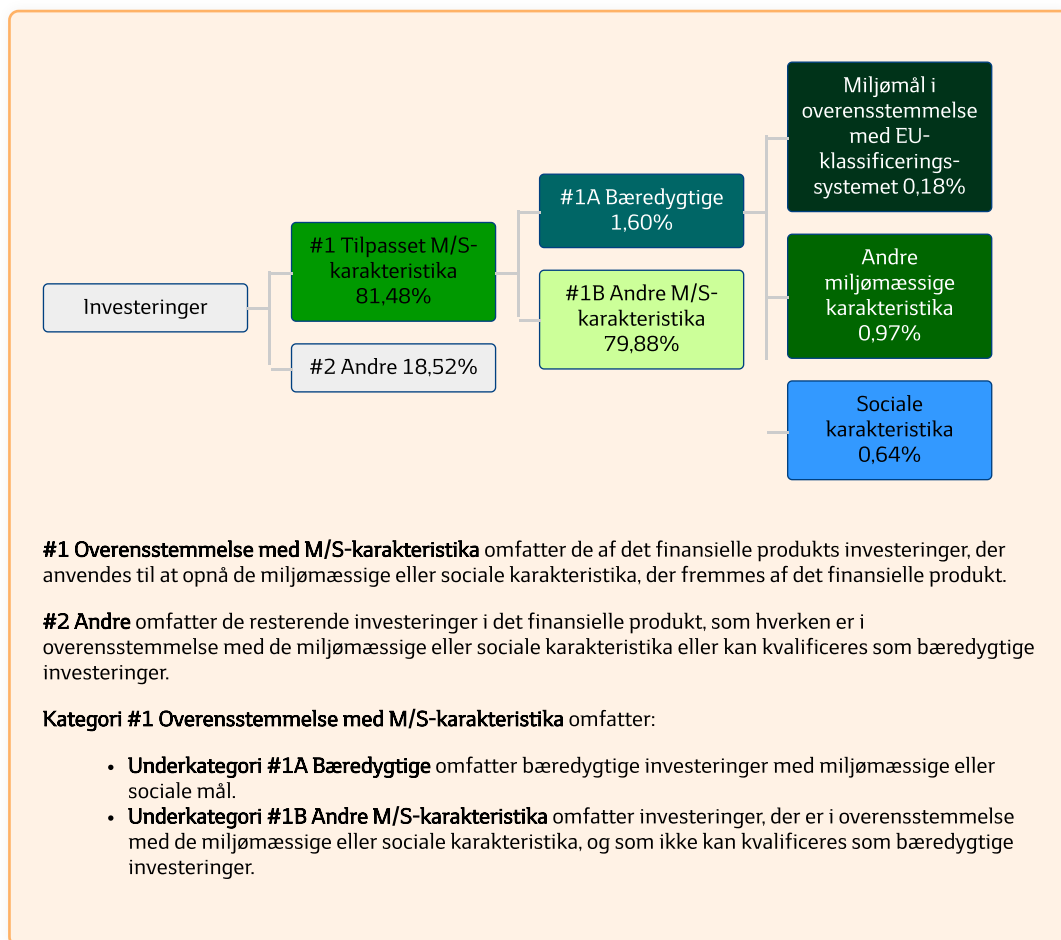 Investeringer
#1 Tilpasset M/S-
karakteristika
81,48%
#2 Andre 18,52%
#1A Bæredygtige
1,60%
#1B Andre M/S-
karakteristika
79,88%
Miljømål i
overensstemmelse
med EU-
klassificerings-
systemet 0,18%
Andre
miljømæssige
karakteristika
0,97%
Sociale
karakteristika
0,64%
#1 Overensstemmelse med M/S-karakteristika omfatter de af det finansielle produkts investeringer, der
anvendes til at opnå de miljømæssige eller sociale karakteristika, der fremmes af det finansielle produkt.
#2 Andre omfatter de resterende investeringer i det finansielle produkt, som hverken er i
overensstemmelse med de miljømæssige eller sociale karakteristika eller kan kvalificeres som bæredygtige
investeringer.
Kategori #1 Overensstemmelse med M/S-karakteristika omfatter:
• Underkategori #1A Bæredygtige omfatter bæredygtige investeringer med miljømæssige eller
sociale mål.
• Underkategori #1B Andre M/S-karakteristika omfatter investeringer, der er i overensstemmelse
med de miljømæssige eller sociale karakteristika, og som ikke kan kvalificeres som bæredygtige
investeringer.